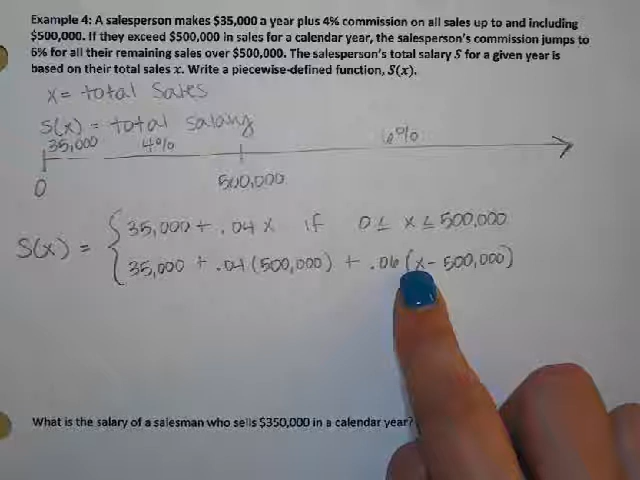 Example 4: A salesperson makes $35,000 a year plus 4% commission on all sales up to and including
$500,000. If they exceed $500,000 in sales for a calendar year, the salesperson's commission jumps to
6% for all their remaining sales over $500,000. The salesperson's total salary S for a given year is
based on their total sales x. Write a piecewise-defined function, S(x).
x = total sales
S(x) = total salary
35,000 4% 6%
0 500,000
S(x) = { 35,000 + .04x if 0 ≤ x ≤ 500,000
35,000 + .04(500,000) + .06(x - 500,000)
What is the salary of a salesman who sells $350,000 in a calendar year?